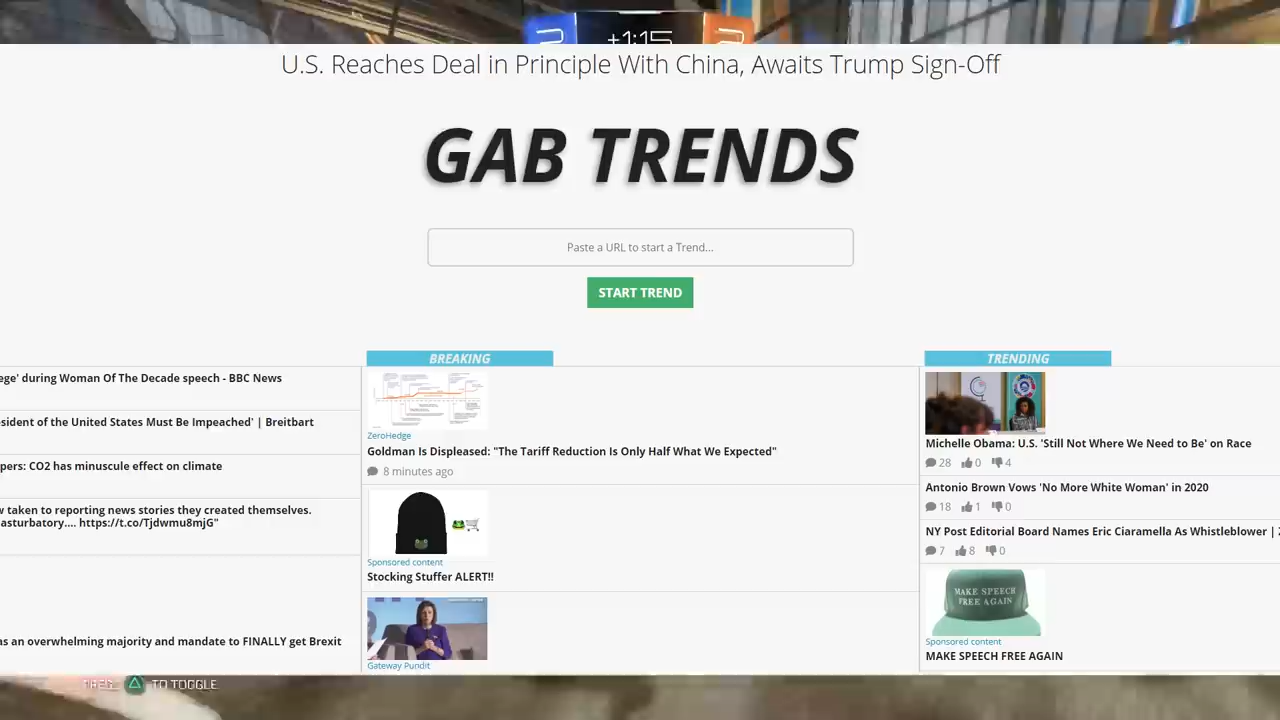 +1:15
U.S. Reaches Deal in Principle With China, Awaits Trump Sign-Off
GAB TRENDS
Paste a URL to start a Trend...
START TREND
ege' during Woman Of The Decade speech - BBC News
sident of the United States Must Be Impeached' | Breitbart
pers: CO2 has minuscule effect on climate
w taken to reporting news stories they created themselves.
asturbatory.... https://t.co/Tjdwmu8mjG"
as an overwhelming majority and mandate to FINALLY get Brexit
BREAKING
ZeroHedge
Goldman Is Displeased: "The Tariff Reduction Is Only Half What We Expected"
8 minutes ago
Sponsored content
Stocking Stuffer ALERT!!
Gateway Pundit
TRENDING
Michelle Obama: U.S. 'Still Not Where We Need to Be' on Race
28 0 4
Antonio Brown Vows 'No More White Woman' in 2020
18 1 0
NY Post Editorial Board Names Eric Ciaramella As Whistleblower |
7 8 0
MAKE SPEECH
FREE AGAIN
Sponsored content
MAKE SPEECH FREE AGAIN
TO TOGGLE